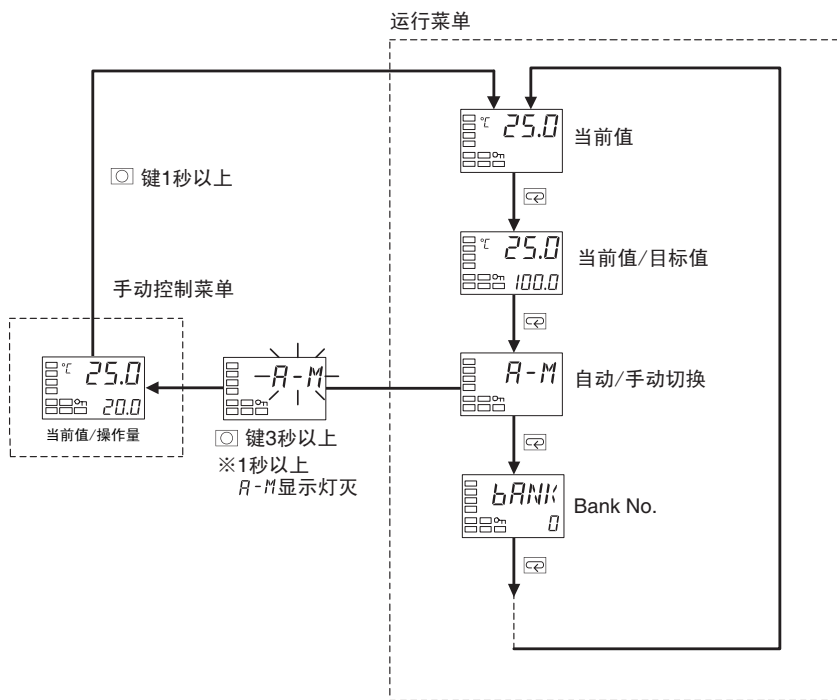 运行菜单
℃ 25.0
当前值
键1秒以上
℃ 25.0
100.0
当前值/目标值
手动控制菜单
℃ 25.0
20.0
当前值/操作量
A-M
键3秒以上
※1秒以上
A-M显示灯灭
A-M
自动/手动切换
bANK
0
Bank No.